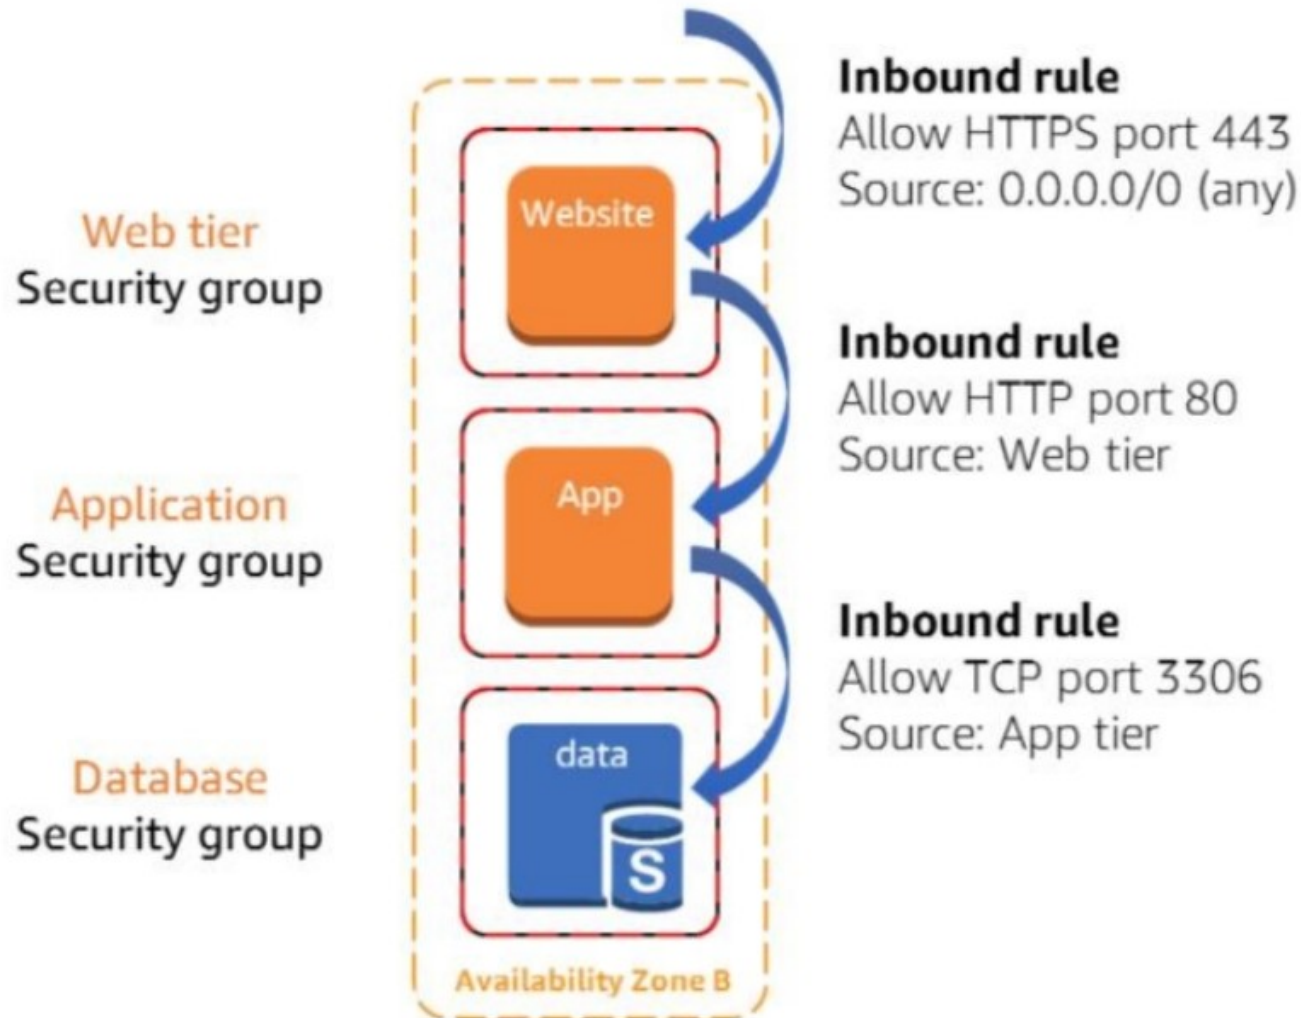 Inbound rule
Allow HTTPS port 443
Source: 0.0.0.0/0 (any)
Website
Web tier
Security group
Inbound rule
Allow HTTP port 80
Source: Web tier
App
Application
Security group
Inbound rule
Allow TCP port 3306
Source: App tier
data
Database
Security group
S
Availability Zone B